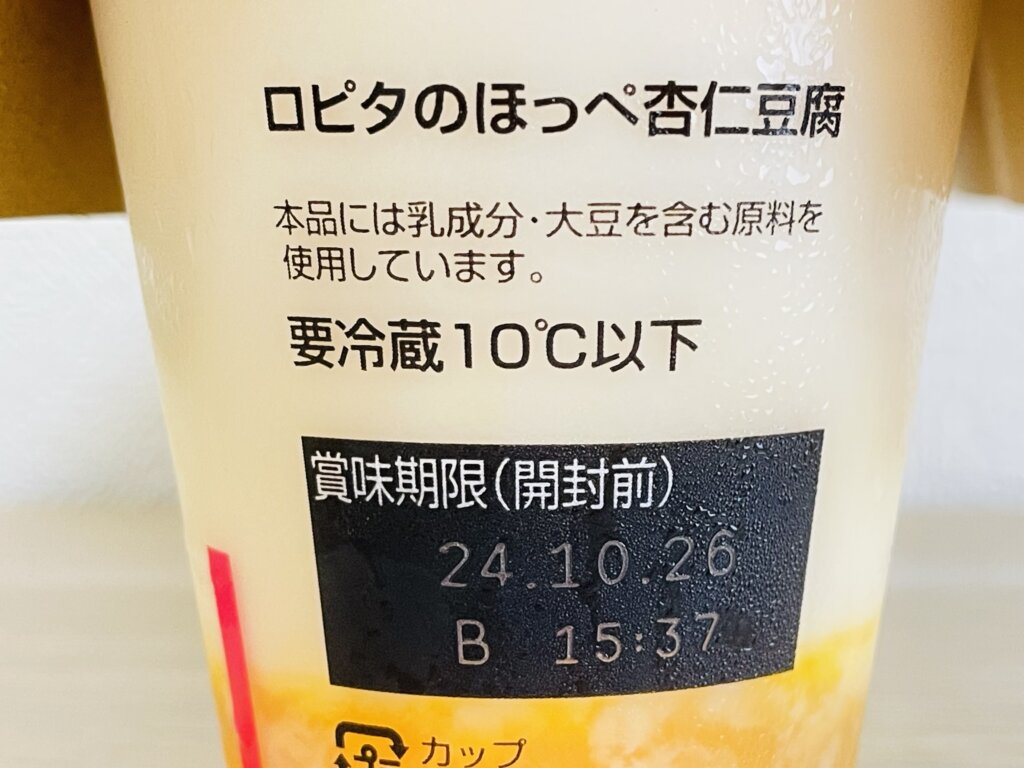 ロピタのほっぺ杏仁豆腐
本品には乳成分・大豆を含む原料を
使用しています。
要冷蔵10℃以下
賞味期限(開封前)
24.10.26
B 15:37
カップ